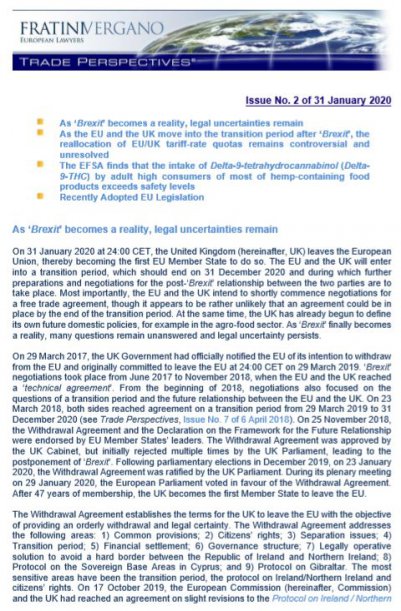 FRATINIVERGANO
EUROPEAN LAWYERS
TRADE PERSPECTIVES®
Issue No. 2 of 31 January 2020
As ‘Brexit’ becomes a reality, legal uncertainties remain
As the EU and the UK move into the transition period after ‘Brexit’, the
reallocation of EU/UK tariff-rate quotas remains controversial and
unresolved
The EFSA finds that the intake of Delta-9-tetrahydrocannabinol (Delta-
9-THC) by adult high consumers of most of hemp-containing food
products exceeds safety levels
Recently Adopted EU Legislation
As ‘Brexit’ becomes a reality, legal uncertainties remain
On 31 January 2020 at 24:00 CET, the United Kingdom (hereinafter, UK) leaves the European
Union, thereby becoming the first EU Member State to do so. The EU and the UK will enter
into a transition period, which should end on 31 December 2020 and during which further
preparations and negotiations for the post-‘Brexit’ relationship between the two parties are to
take place. Most importantly, the EU and the UK intend to shortly commence negotiations for
a free trade agreement, though it appears to be rather unlikely that an agreement could be in
place by the end of the transition period. At the same time, the UK has already begun to define
its own future domestic policies, for example in the agro-food sector. As ‘Brexit’ finally becomes
a reality, many questions remain unanswered and legal uncertainty persists.
On 29 March 2017, the UK Government had officially notified the EU of its intention to withdraw
from the EU and originally committed to leave the EU at 24:00 CET on 29 March 2019. ‘Brexit’
negotiations took place from June 2017 to November 2018, when the EU and the UK reached
a ‘technical agreement’. From the beginning of 2018, negotiations also focused on the
questions of a transition period and the future relationship between the EU and the UK. On 23
March 2018, both sides reached agreement on a transition period from 29 March 2019 to 31
December 2020 (see Trade Perspectives, Issue No. 7 of 6 April 2018). On 25 November 2018,
the Withdrawal Agreement and the Declaration on the Framework for the Future Relationship
were endorsed by EU Member States’ leaders. The Withdrawal Agreement was approved by
the UK Cabinet, but initially rejected multiple times by the UK Parliament, leading to the
postponement of ‘Brexit’. Following parliamentary elections in December 2019, on 23 January
2020, the Withdrawal Agreement was ratified by the UK Parliament. During its plenary meeting
on 29 January 2020, the European Parliament voted in favour of the Withdrawal Agreement.
After 47 years of membership, the UK becomes the first Member State to leave the EU.
The Withdrawal Agreement establishes the terms for the UK to leave the EU with the objective
of providing an orderly withdrawal and legal certainty. The Withdrawal Agreement addresses
the following areas: 1) Common provisions; 2) Citizens’ rights; 3) Separation issues; 4)
Transition period; 5) Financial settlement; 6) Governance structure; 7) Legally operative
solution to avoid a hard border between the Republic of Ireland and Northern Ireland; 8)
Protocol on the Sovereign Base Areas in Cyprus; and 9) Protocol on Gibraltar. The most
sensitive areas have been the transition period, the protocol on Ireland/Northern Ireland and
citizens’ rights. On 17 October 2019, the European Commission (hereinafter, Commission)
and the UK had reached an agreement on slight revisions to the Protocol on Ireland / Northern